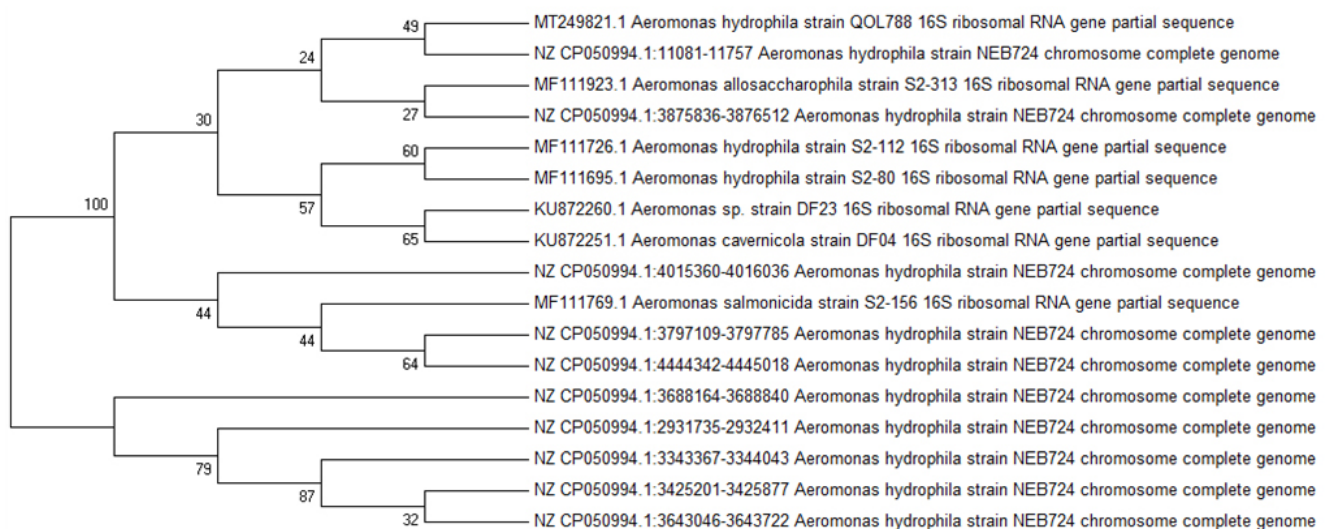 MT249821.1 Aeromonas hydrophila strain QOL788 16S ribosomal RNA gene partial sequence
49
NZ CP050994.1:11081-11757 Aeromonas hydrophila strain NEB724 chromosome complete genome
24
MF111923.1 Aeromonas allosaccharophila strain S2-313 16S ribosomal RNA gene partial sequence
27
NZ CP050994.1:3875836-3876512 Aeromonas hydrophila strain NEB724 chromosome complete genome
30
MF111726.1 Aeromonas hydrophila strain S2-112 16S ribosomal RNA gene partial sequence
60
MF111695.1 Aeromonas hydrophila strain S2-80 16S ribosomal RNA gene partial sequence
57
KU872260.1 Aeromonas sp. strain DF23 16S ribosomal RNA gene partial sequence
65
KU872251.1 Aeromonas cavernicola strain DF04 16S ribosomal RNA gene partial sequence
100
NZ CP050994.1:4015360-4016036 Aeromonas hydrophila strain NEB724 chromosome complete genome
44
MF111769.1 Aeromonas salmonicida strain S2-156 16S ribosomal RNA gene partial sequence
44
NZ CP050994.1:3797109-3797785 Aeromonas hydrophila strain NEB724 chromosome complete genome
64
NZ CP050994.1:4444342-4445018 Aeromonas hydrophila strain NEB724 chromosome complete genome
NZ CP050994.1:3688164-3688840 Aeromonas hydrophila strain NEB724 chromosome complete genome
NZ CP050994.1:2931735-2932411 Aeromonas hydrophila strain NEB724 chromosome complete genome
79
NZ CP050994.1:3343367-3344043 Aeromonas hydrophila strain NEB724 chromosome complete genome
87
NZ CP050994.1:3425201-3425877 Aeromonas hydrophila strain NEB724 chromosome complete genome
32
NZ CP050994.1:3643046-3643722 Aeromonas hydrophila strain NEB724 chromosome complete genome